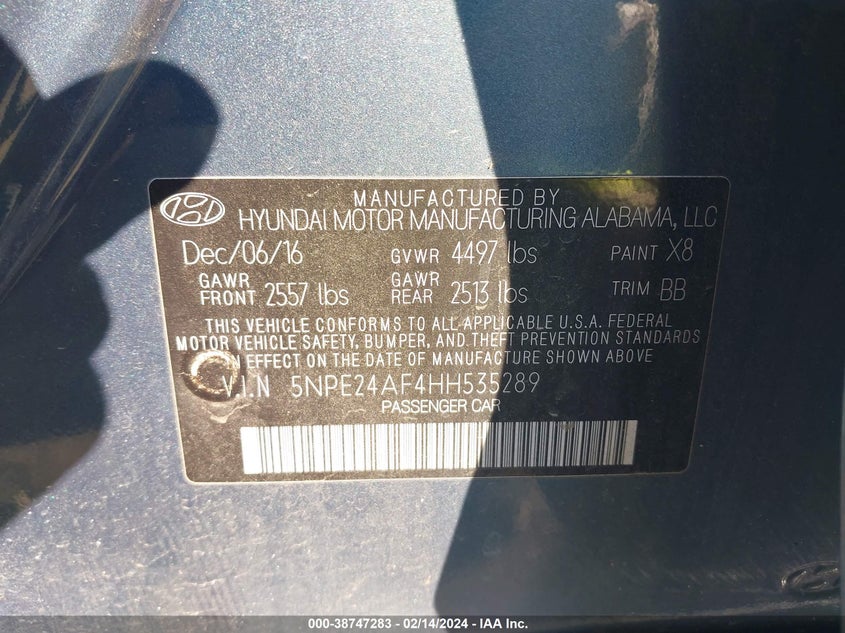 MANUFACTURED BY
HYUNDAI MOTOR MANUFACTURING ALABAMA, LLC
Dec/06/16 GVWR 4497 lbs PAINT X8
GAWR FRONT 2557 lbs GAWR REAR 2513 lbs TRIM BB
THIS VEHICLE CONFORMS TO ALL APPLICABLE U.S.A. FEDERAL
MOTOR VEHICLE SAFETY, BUMPER, AND THEFT PREVENTION STANDARDS
IN EFFECT ON THE DATE OF MANUFACTURE SHOWN ABOVE
V.I.N 5NPE24AF4HH535289
PASSENGER CAR
000-38747283 - 02/14/2024 - IAA Inc.